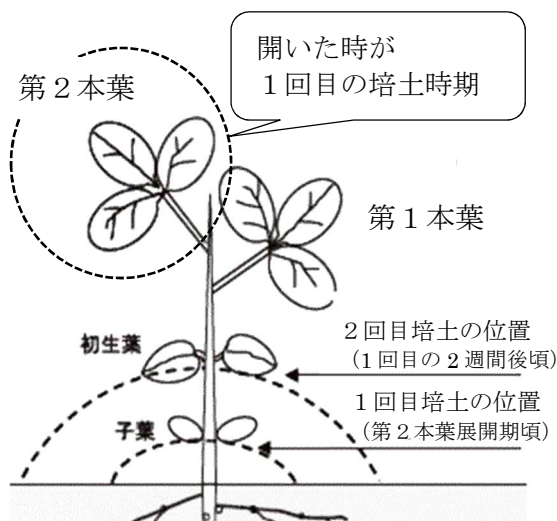 開いた時が
１回目の培土時期
第２本葉
第１本葉
初生葉
２回目培土の位置
（１回目の２週間後頃）
１回目培土の位置
（第２本葉展開期頃）
子葉